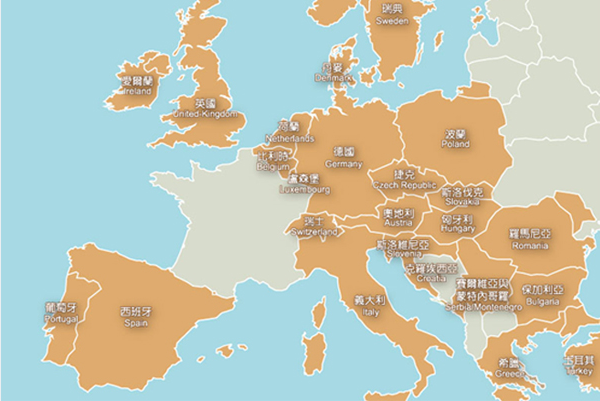 瑞典
Sweden
丹麥
Denmark
愛爾蘭
Ireland
英國
United Kingdom
荷蘭
Netherlands
比利時
Belgium
盧森堡
Luxembourg
德國
Germany
波蘭
Poland
捷克
Czech Republic
斯洛伐克
Slovakia
瑞士
Switzerland
奧地利
Austria
匈牙利
Hungary
羅馬尼亞
Romania
斯洛維尼亞
Slovenia
克羅埃西亞
Croatia
塞爾維亞與
蒙特內哥羅
Serbia/Montenegro
保加利亞
Bulgaria
葡萄牙
Portugal
西班牙
Spain
義大利
Italy
希臘
Greece
土耳其
Turkey